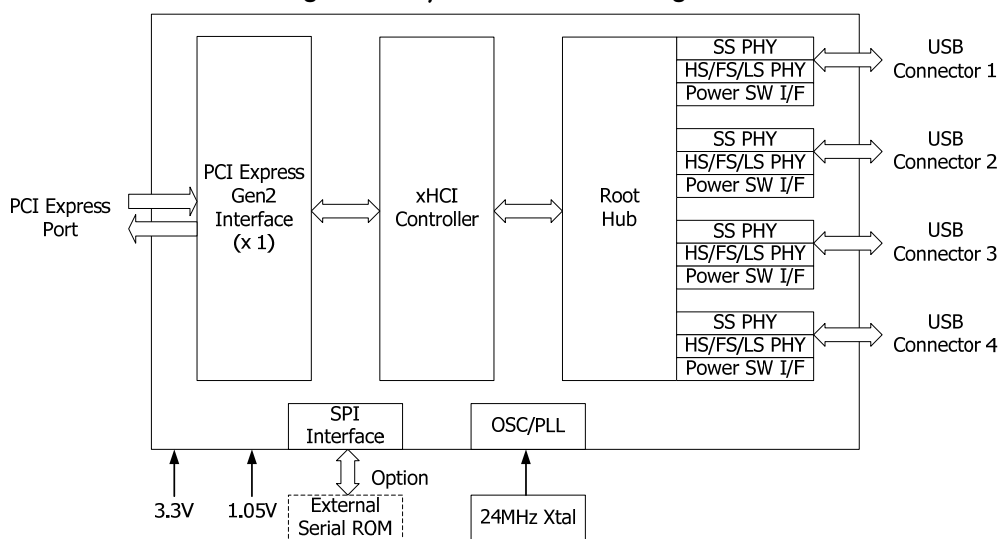 SS PHY
HS/FS/LS PHY
Power SW I/F
USB
Connector 1
SS PHY
HS/FS/LS PHY
Power SW I/F
USB
Connector 2
PCI Express
Port
PCI Express
Gen2
Interface
(x 1)
xHCI
Controller
Root
Hub
SS PHY
HS/FS/LS PHY
Power SW I/F
USB
Connector 3
SS PHY
HS/FS/LS PHY
Power SW I/F
USB
Connector 4
SPI
Interface
OSC/PLL
Option
3.3V
1.05V
External
Serial ROM
24MHz Xtal